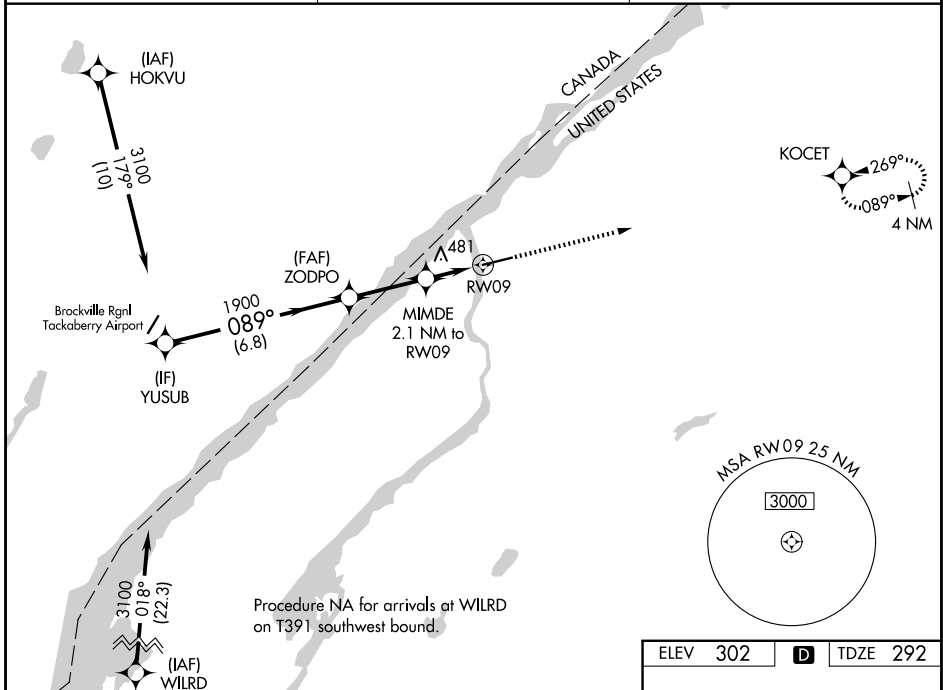 (IAF)
HOKVU
3100
179°
(10)
CANADA
UNITED STATES
KOCET
269°
089°
4 NM
481
(FAF)
ZODPO
RW09
MIMDE
2.1 NM to
RW09
1900
089°
(6.8)
Brockville Rgnl
Tackaberry Airport
(IF)
YUSUB
MSA RW09 25 NM
3000
3100
018°
(22.3)
Procedure NA for arrivals at WILRD
on T391 southwest bound.
(IAF)
WILRD
ELEV 302 D TDZE 292